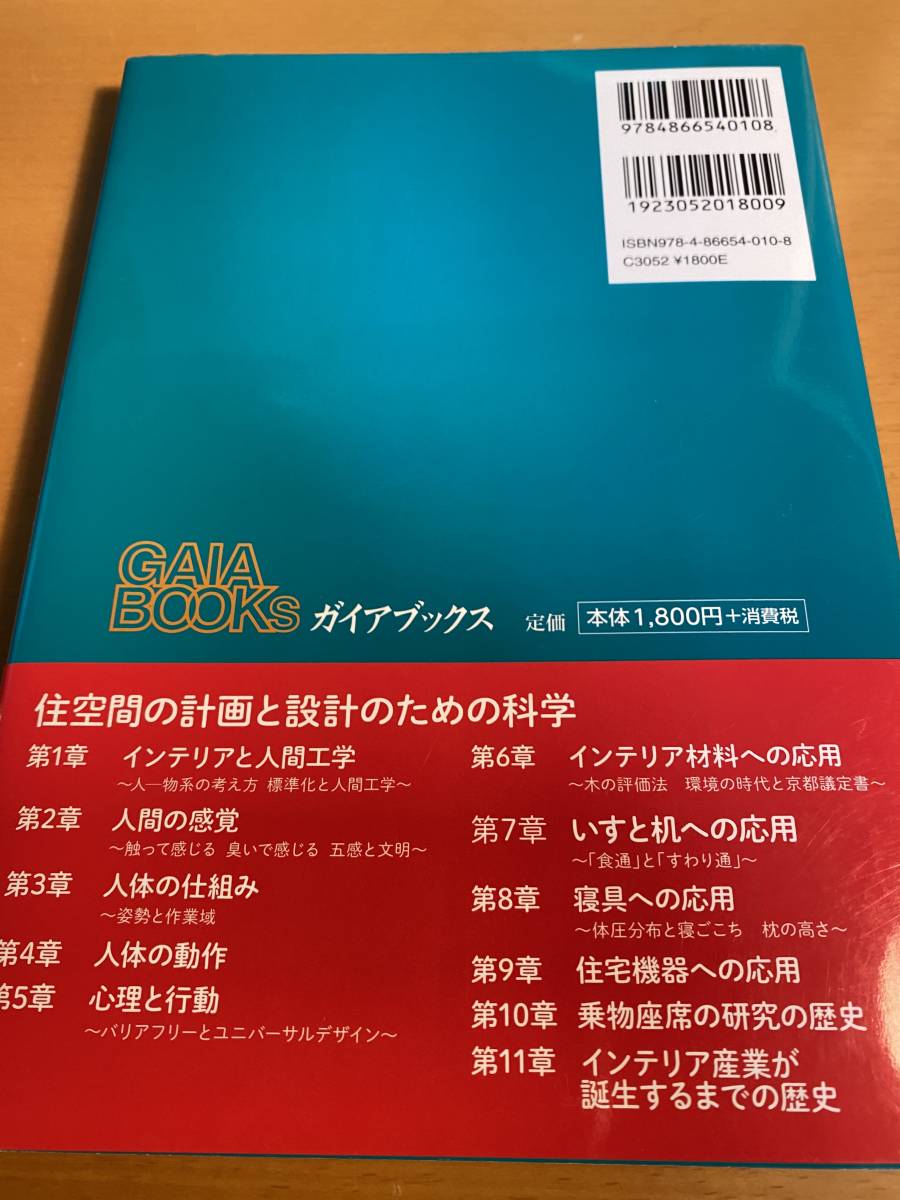 9784866540108
1923052018009
ISBN978-4-86654-010-8
C3052 ¥1800E
GAIA
BOOKs
ガイアブックス
定価 本体1,800円+消費税
住空間の計画と設計のための科学
第1章 インテリアと人間工学
〜人―物系の考え方 標準化と人間工学〜
第2章 人間の感覚
〜触って感じる 臭いで感じる 五感と文明〜
第3章 人体の仕組み
〜姿勢と作業域
第4章 人体の動作
第5章 心理と行動
〜バリアフリーとユニバーサルデザイン〜
第6章 インテリア材料への応用
〜木の評価法 環境の時代と京都議定書〜
第7章 いすと机への応用
〜「食通」と「すわり通」〜
第8章 寝具への応用
〜体圧分布と寝ごこち 枕の高さ〜
第9章 住宅機器への応用
第10章 乗物座席の研究の歴史
第11章 インテリア産業が
誕生するまでの歴史